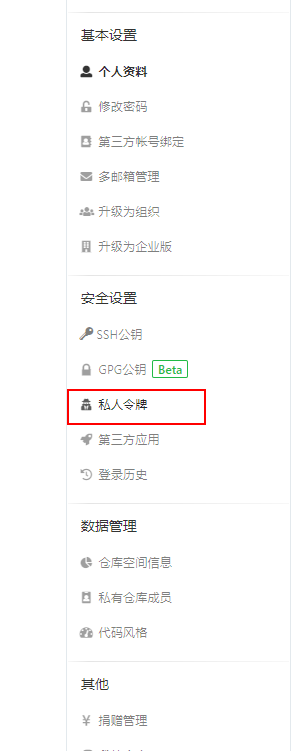 基本设置
个人资料
修改密码
第三方帐号绑定
多邮箱管理
升级为组织
升级为企业版
安全设置
SSH公钥
GPG公钥 Beta
私人令牌
第三方应用
登录历史
数据管理
仓库空间信息
私有仓库成员
代码风格
其他
捐赠管理